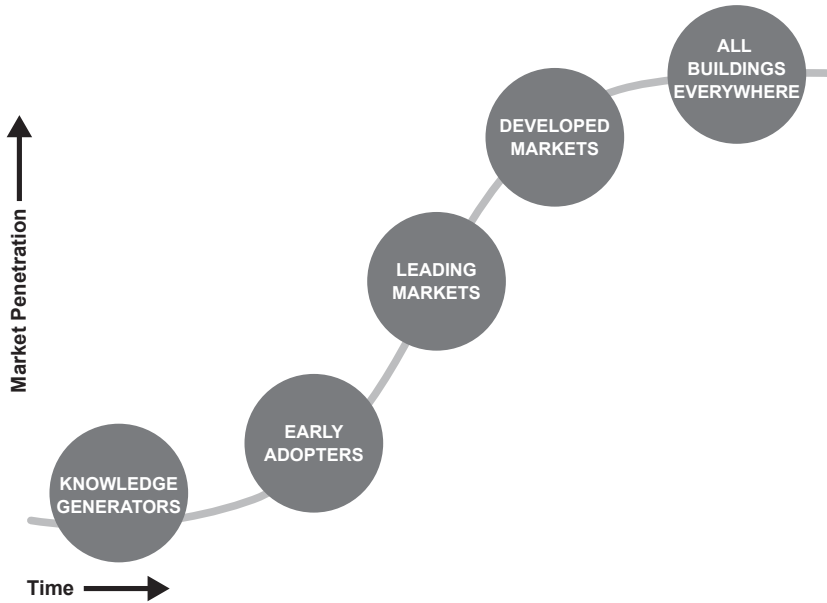 ALL
BUILDINGS
EVERYWHERE
DEVELOPED
MARKETS
LEADING
MARKETS
EARLY
ADOPTERS
KNOWLEDGE
GENERATORS
Market Penetration
Time